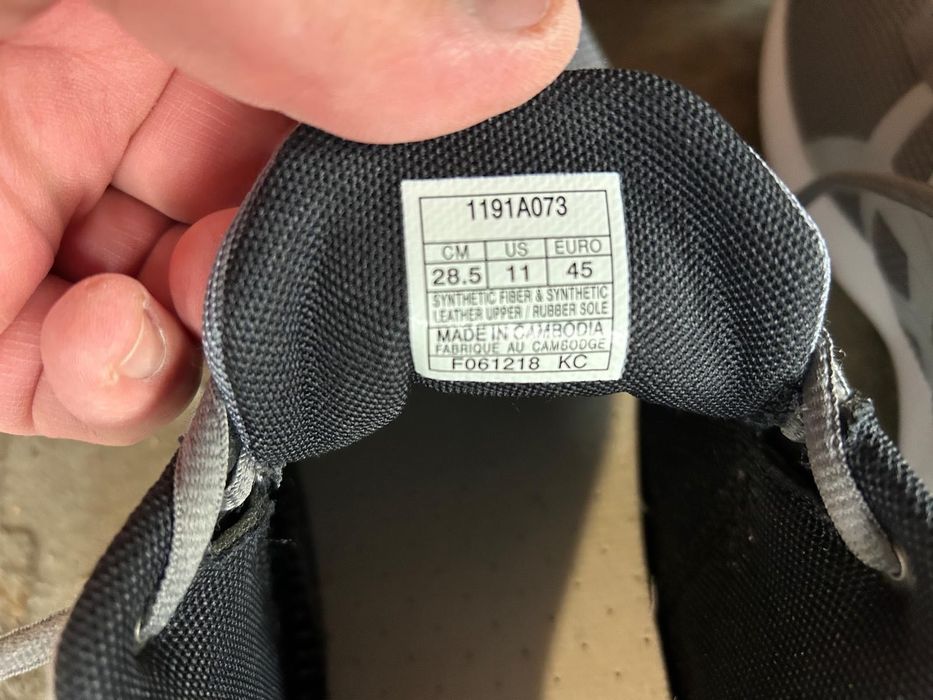 1191A073
CM US EURO
28.5 11 45
SYNTHETIC FIBER & SYNTHETIC
LEATHER UPPER / RUBBER SOLE
MADE IN CAMBODIA
FABRIQUE AU CAMBODGE
F061218 KC